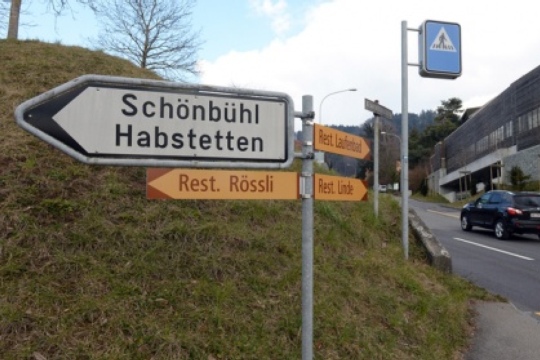 Schönbühl
Habstetten
Rest. Rössli
Rest. Laufenbad
Rest. Linde